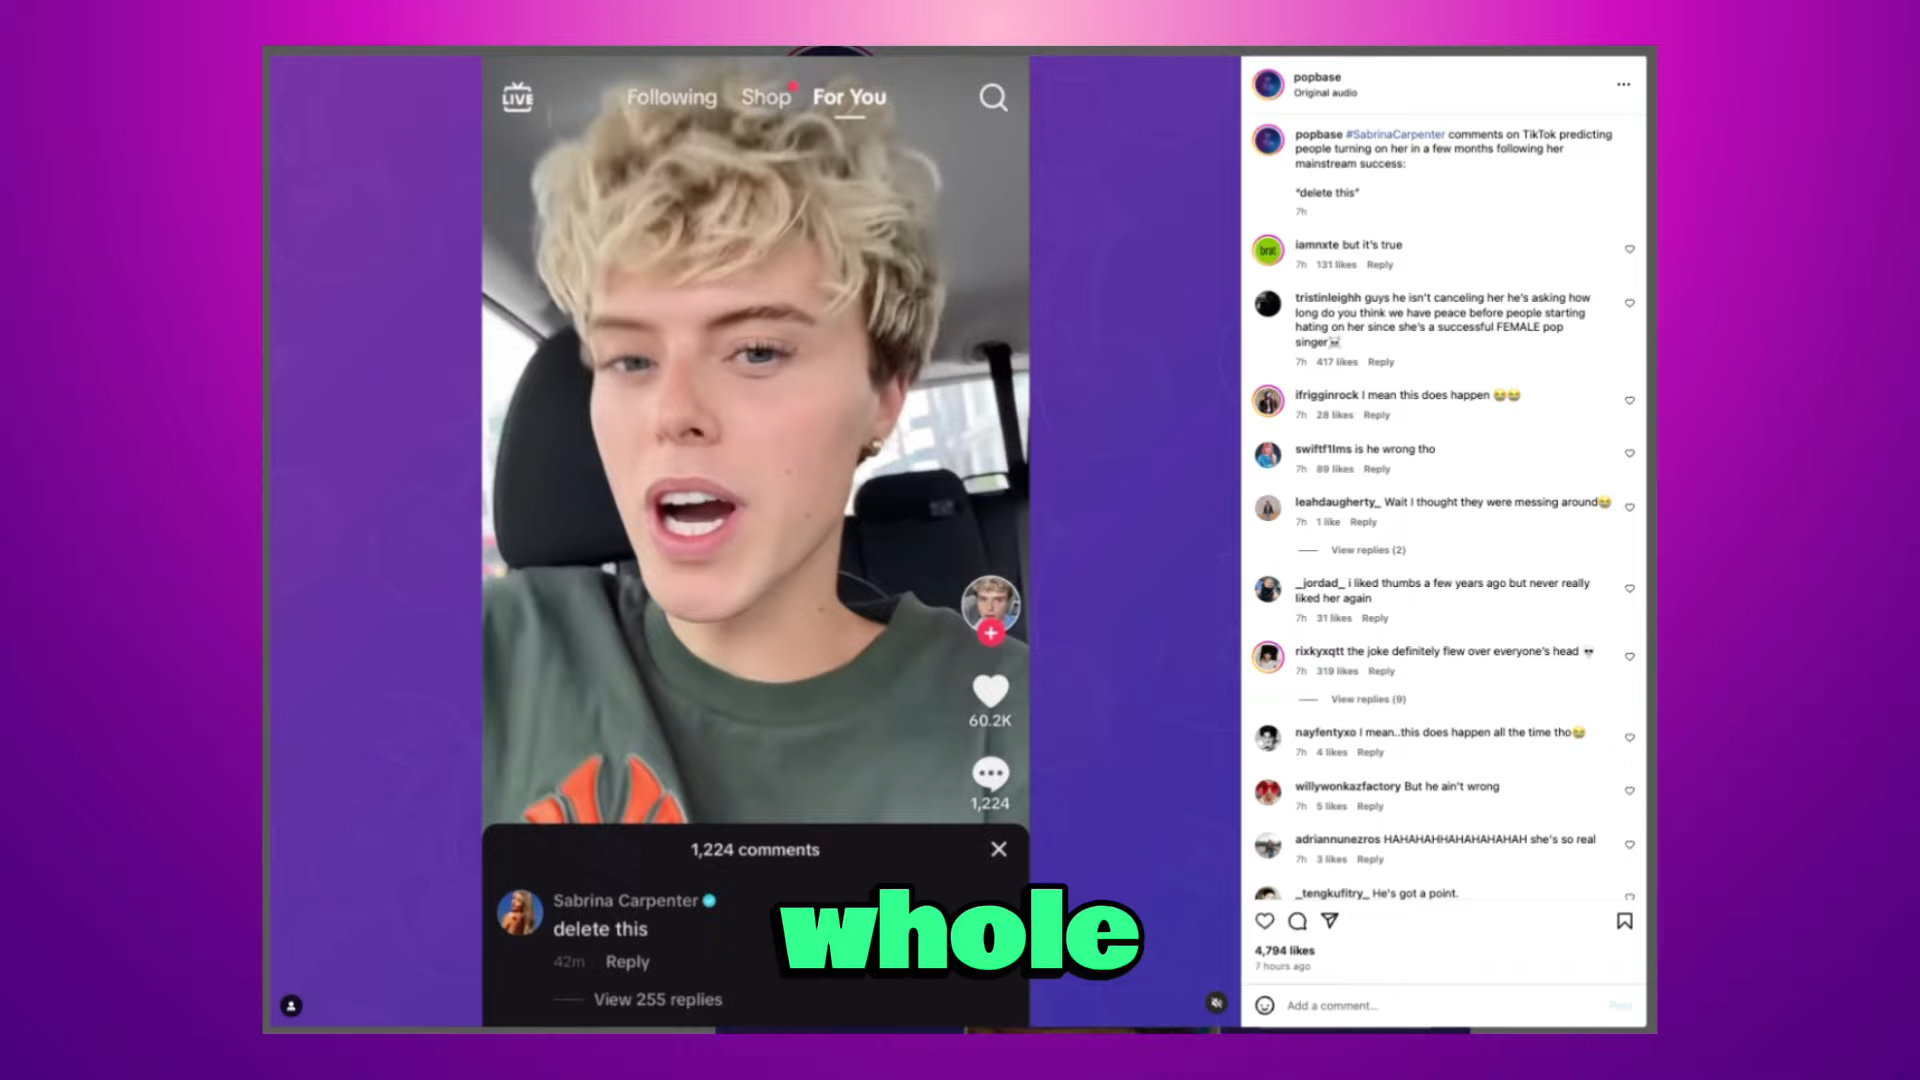 LIVE
Following Shop For You
60.2K
1,224
1,224 comments
Sabrina Carpenter
delete this
42m Reply
View 255 replies
whole
popbase
Original audio
popbase #SabrinaCarpenter comments on TikTok predicting
people turning on her in a few months following her
mainstream success:
"delete this"
7h
brat
iamnxte but it's true
7h 131 likes Reply
tristinleighh guys he isn't canceling her he's asking how
long do you think we have peace before people starting
hating on her since she's a successful FEMALE pop
singer☠️
7h 417 likes Reply
ifrigginrock I mean this does happen 😭😭
7h 28 likes Reply
swiftf1lms is he wrong tho
7h 89 likes Reply
leahdaugherty_ Wait I thought they were messing around😭
7h 1 like Reply
View replies (2)
_jordad_ i liked thumbs a few years ago but never really
liked her again
7h 31 likes Reply
rixkyxqtt the joke definitely flew over everyone's head 💀
7h 319 likes Reply
View replies (9)
nayfentyxo I mean..this does happen all the time tho😭
7h 4 likes Reply
willywonkazfactory But he ain't wrong
7h 5 likes Reply
adriannunezros HAHAHAHHAHAHAHAHAH she's so real
7h 3 likes Reply
_tengkufitry_ He's got a point.
4,794 likes
7 hours ago
Add a comment...
Post